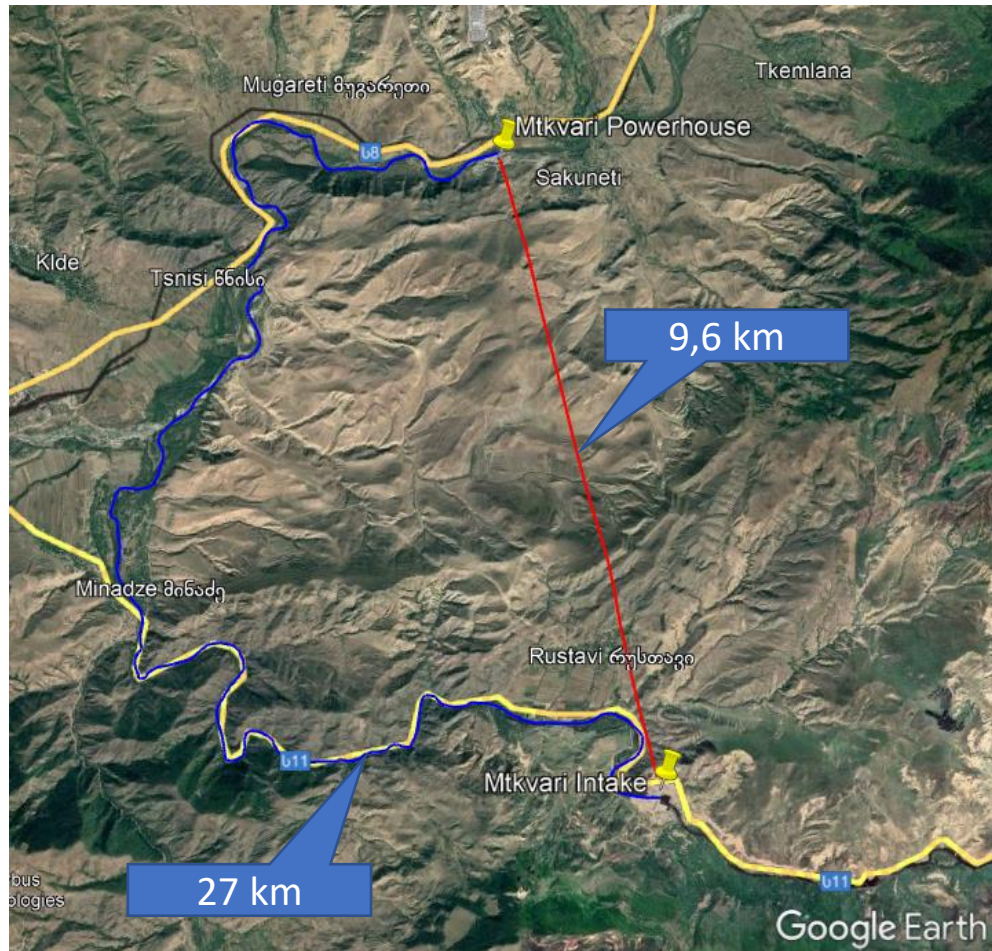 Tkemlana
Mugareti მუგარეთი
Mtkvari Powerhouse
ს8
Sakuneti
Klde
Tsnisi წნისი
9,6 km
Minadze მინაძე
Rustavi რუსთავი
ს11
Mtkvari Intake
27 km
ს11
Google Earth